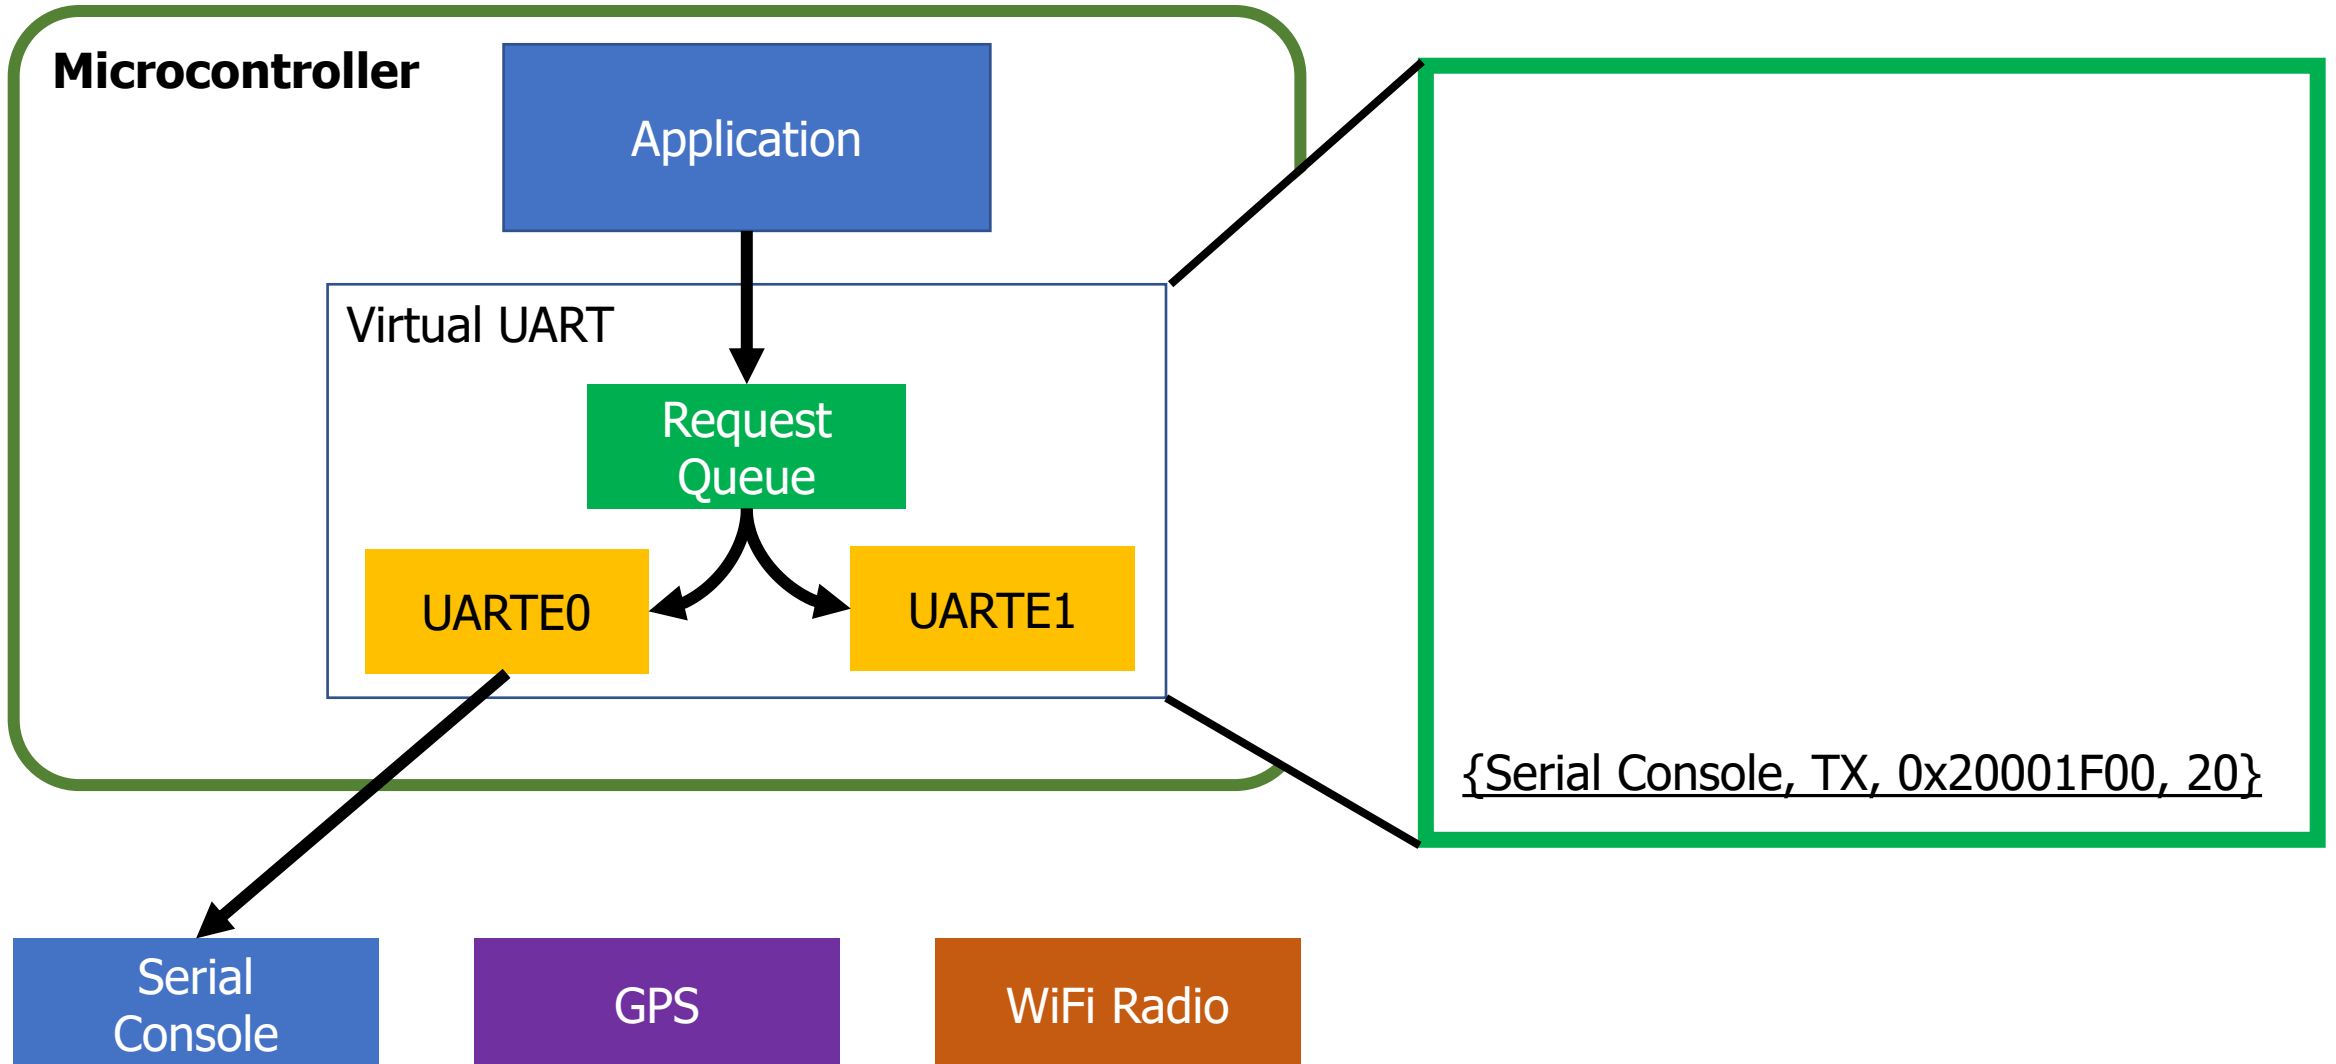 Microcontroller
Application
Virtual UART
Request
Queue
UARTE0
UARTE1
{Serial Console, TX, 0x20001F00, 20}
Serial
Console
GPS
WiFi Radio